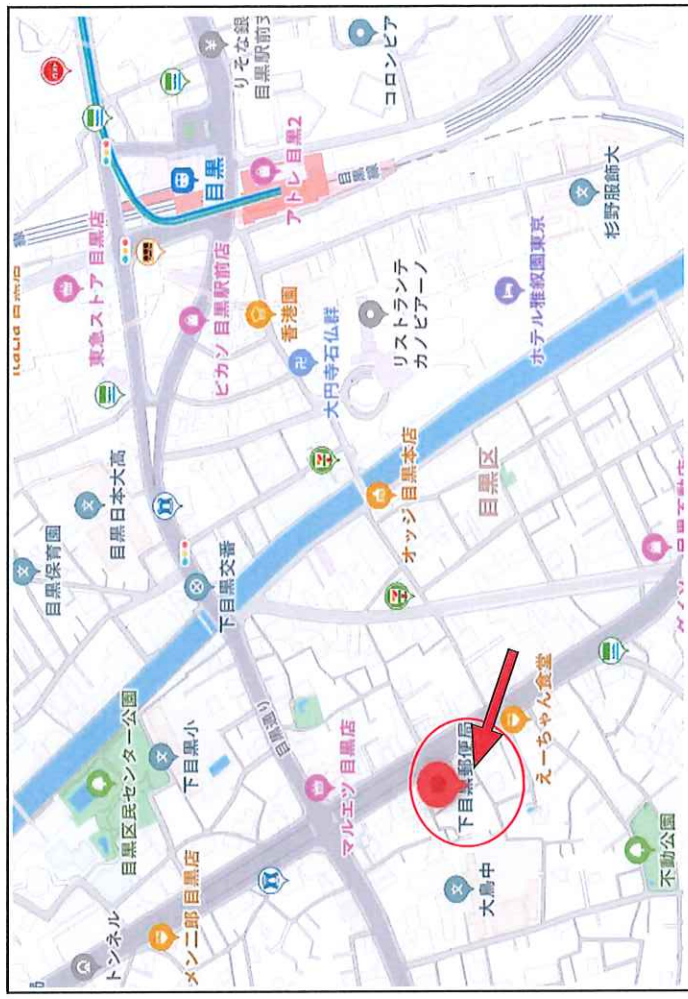 トンネル
メン二郎 目黒店
目黒区民センター公園
下目黒小
目黒保育園
目黒日本大高
下目黒交番
目黒通り
マルエツ 目黒店
下目黒郵便局
えーちゃん食堂
大鳥中
不動公園
東急ストア 目黒店
ピカソ 目黒駅前店
香港園
大円寺石仏群
リストランテ
カノビアーノ
オッジ 目黒本店
目黒区
ホテル雅叙園東京
杉野服飾大
目黒
アトレ 目黒2
目黒線
りそな銀
目黒駅前支
コロンビア
線